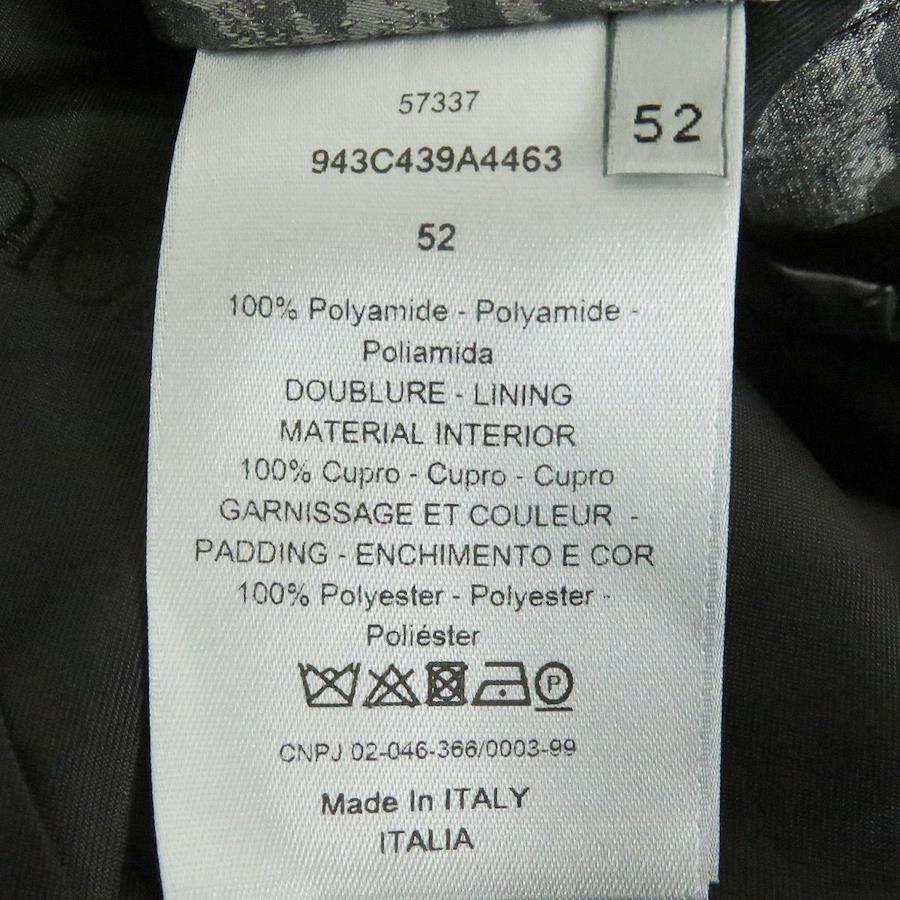 57337
52
943C439A4463
52
100% Polyamide - Polyamide -
Poliamida
DOUBLURE - LINING
MATERIAL INTERIOR
100% Cupro - Cupro - Cupro
GARNISSAGE ET COULEUR -
PADDING - ENCHIMENTO E COR
100% Polyester - Polyester -
Poliéster
P
CNPJ 02-046-366/0003-99
Made In ITALY
ITALIA